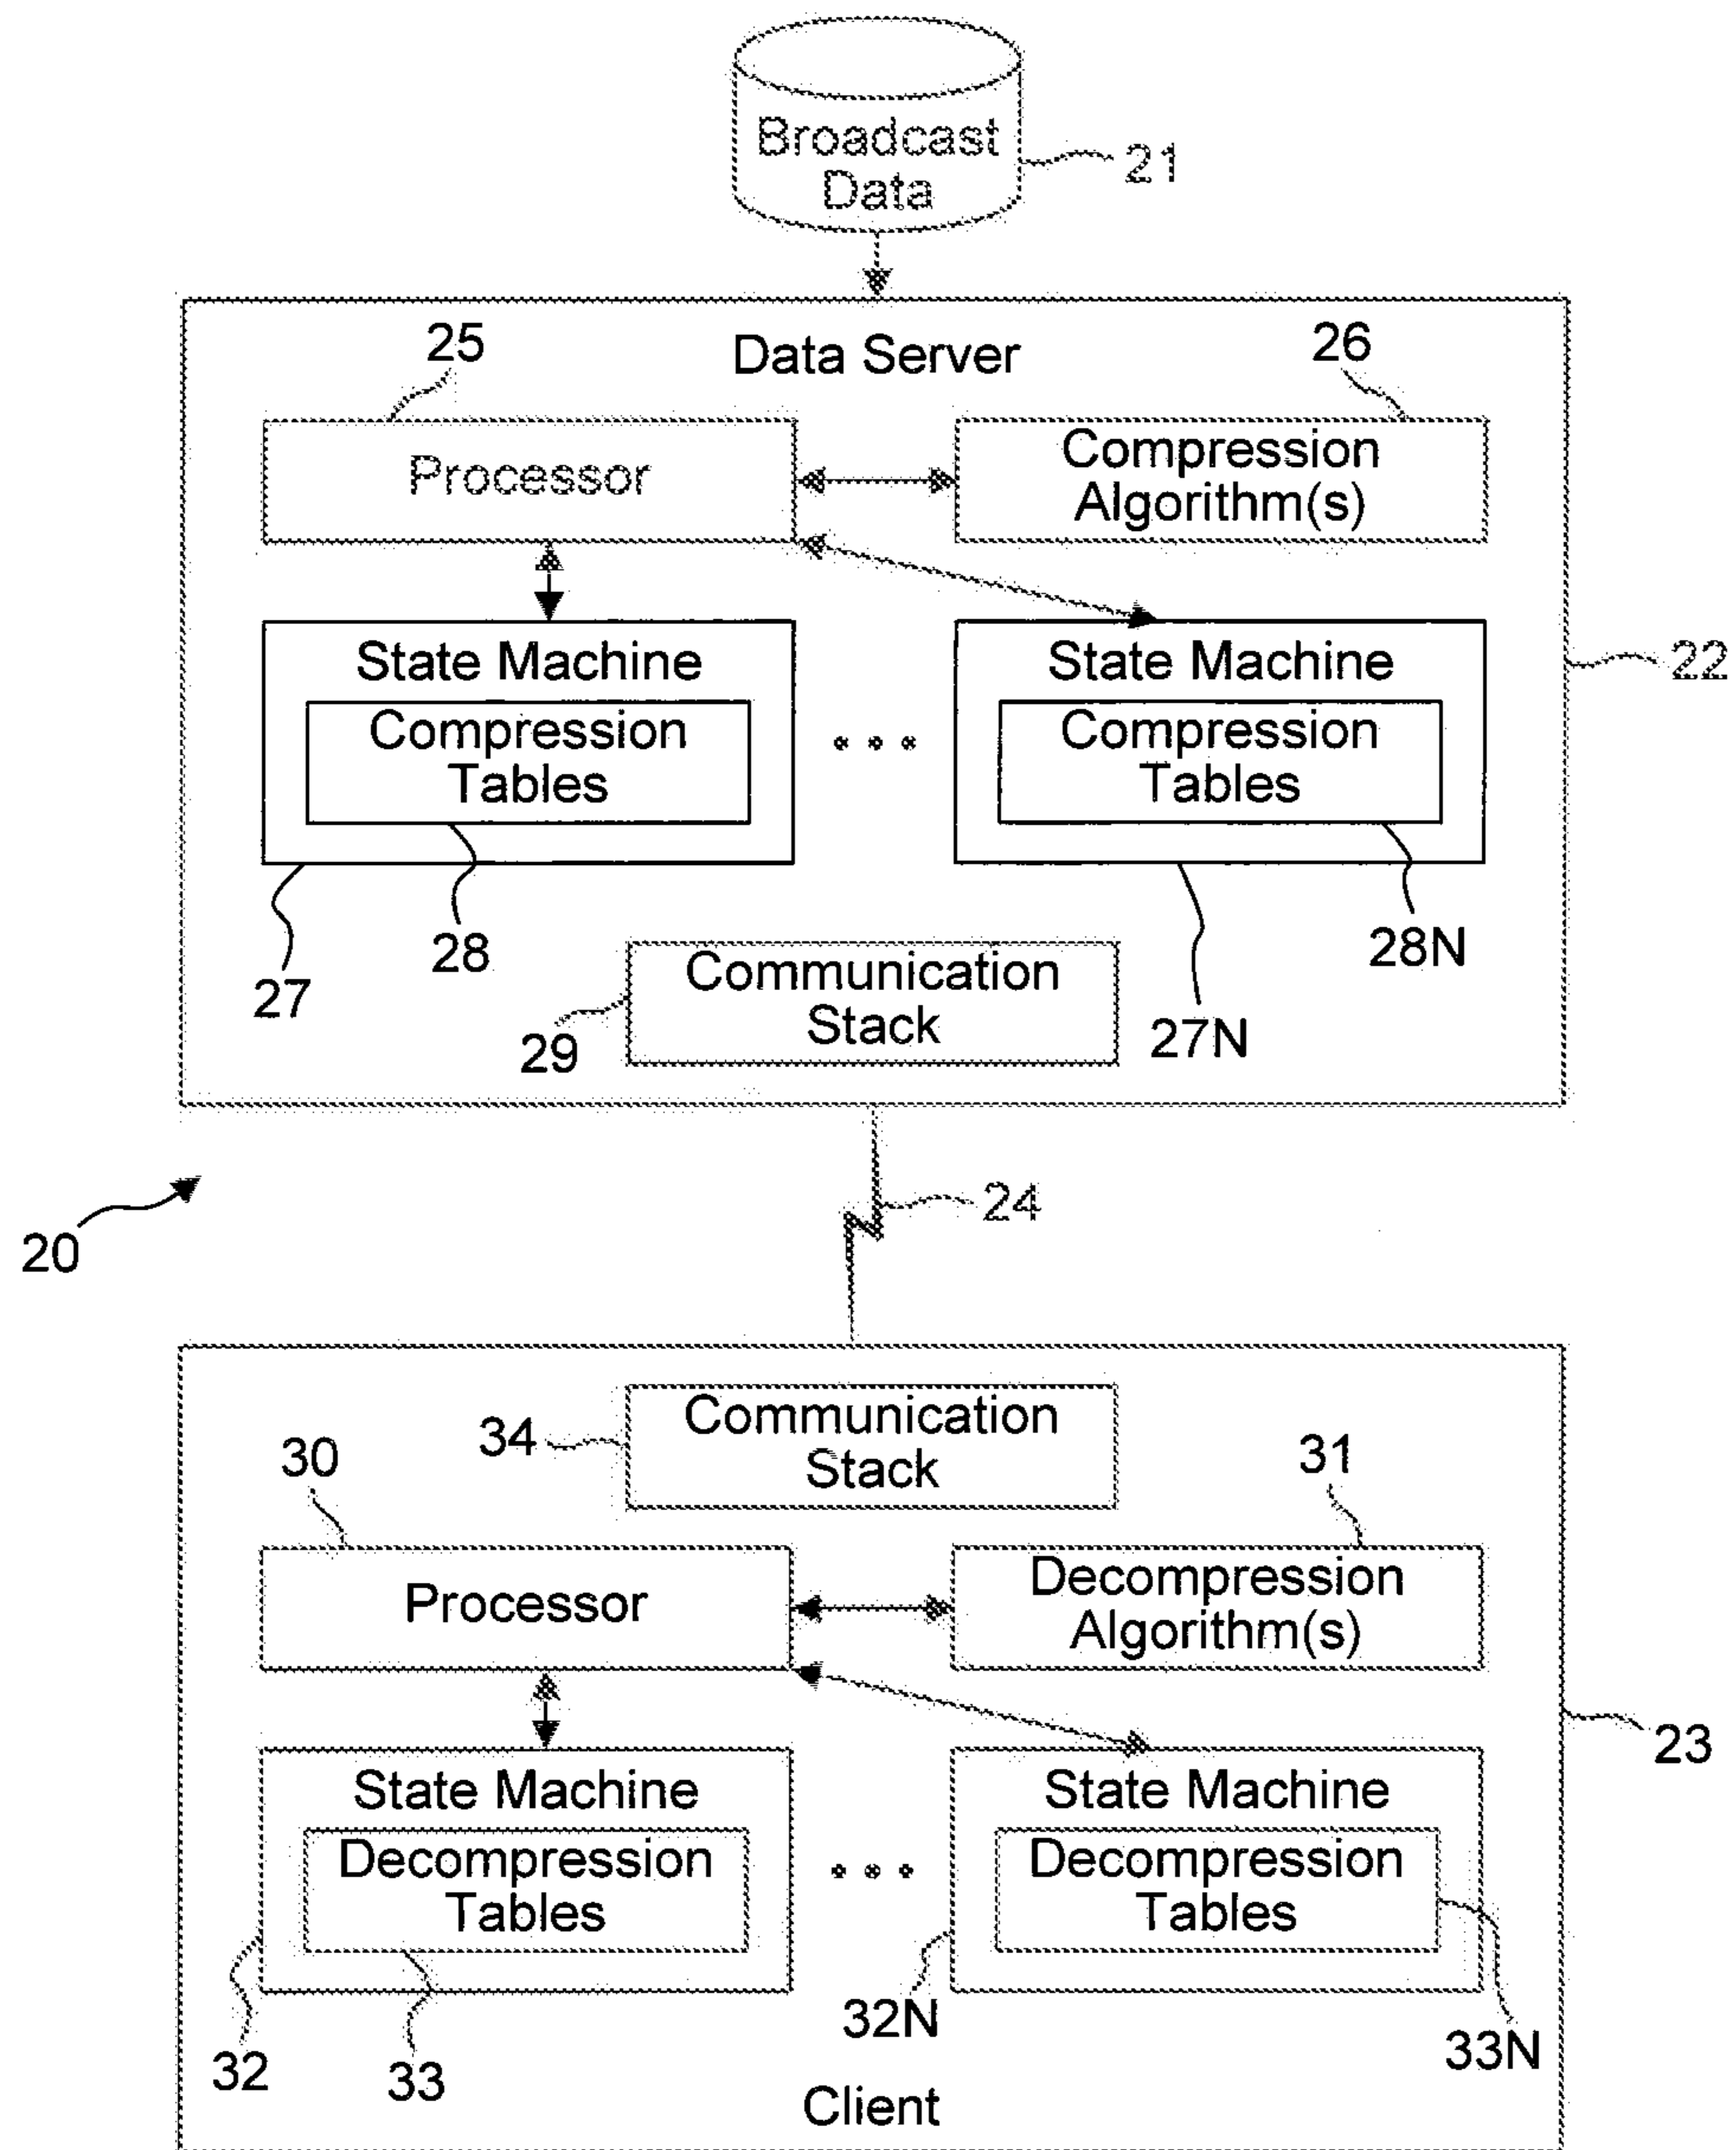 Broadcast
Data
21
25
Data Server
26
Processor
Compression
Algorithm(s)
State Machine
State Machine
22
Compression
Tables
Compression
Tables
28
28N
27
Communication
Stack
29
27N
24
20
Communication
Stack
34
30
31
Processor
Decompression
Algorithm(s)
23
State Machine
State Machine
Decompression
Tables
Decompression
Tables
32N
33N
32
33
Client